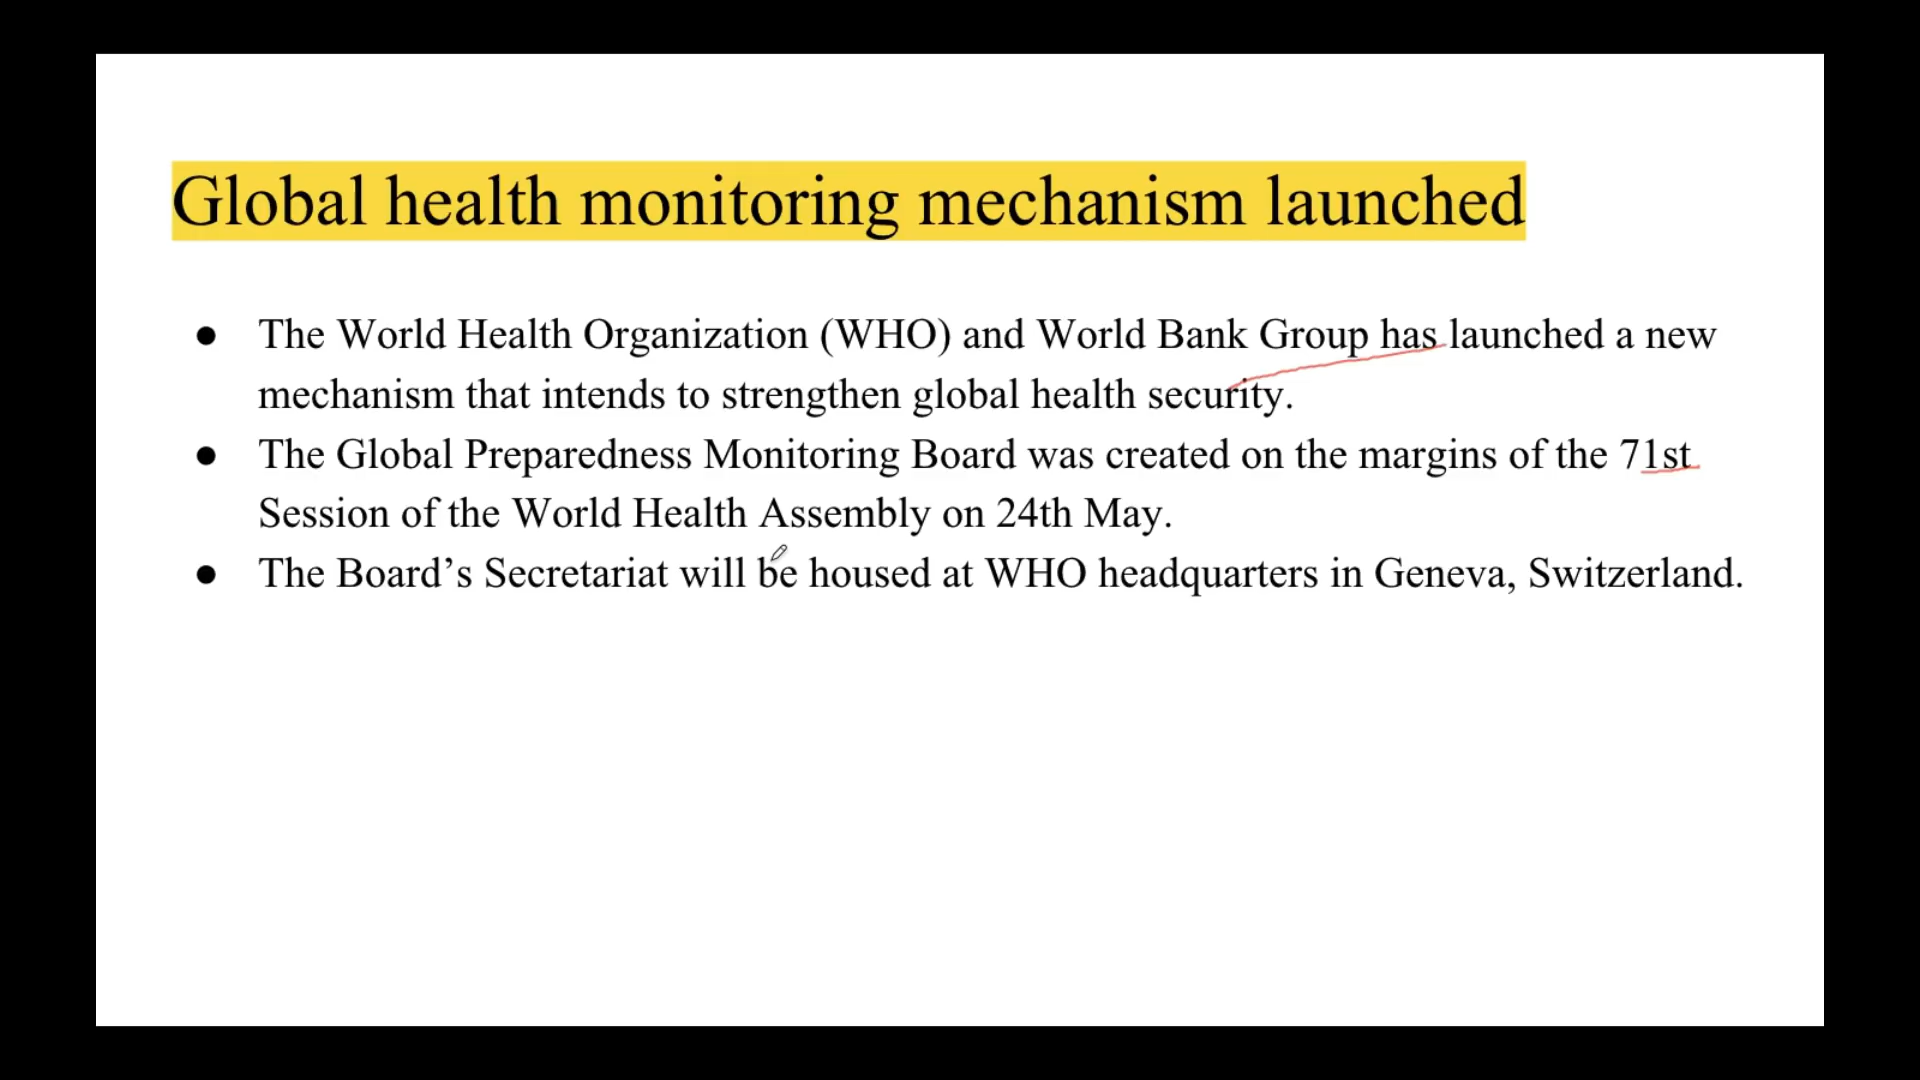 Global health monitoring mechanism launched
● The World Health Organization (WHO) and World Bank Group has launched a new
mechanism that intends to strengthen global health security.
● The Global Preparedness Monitoring Board was created on the margins of the 71st
Session of the World Health Assembly on 24th May.
● The Board’s Secretariat will be housed at WHO headquarters in Geneva, Switzerland.